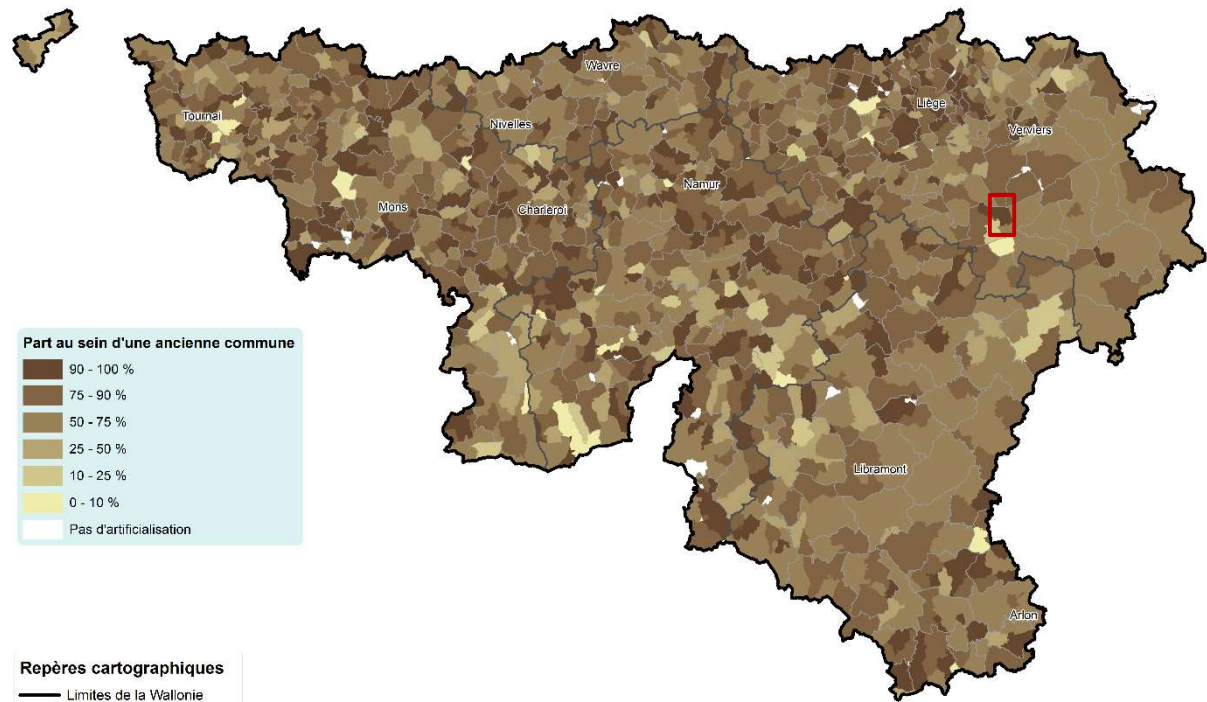 Wavre
Tournai
Liège
Nivelles
Verviers
Namur
Mons
Charleroi
Part au sein d'une ancienne commune
90 - 100 %
75 - 90 %
50 - 75 %
25 - 50 %
10 - 25 %
0 - 10 %
Pas d'artificialisation
Libramont
Arlon
Repères cartographiques
Limites de la Wallonie